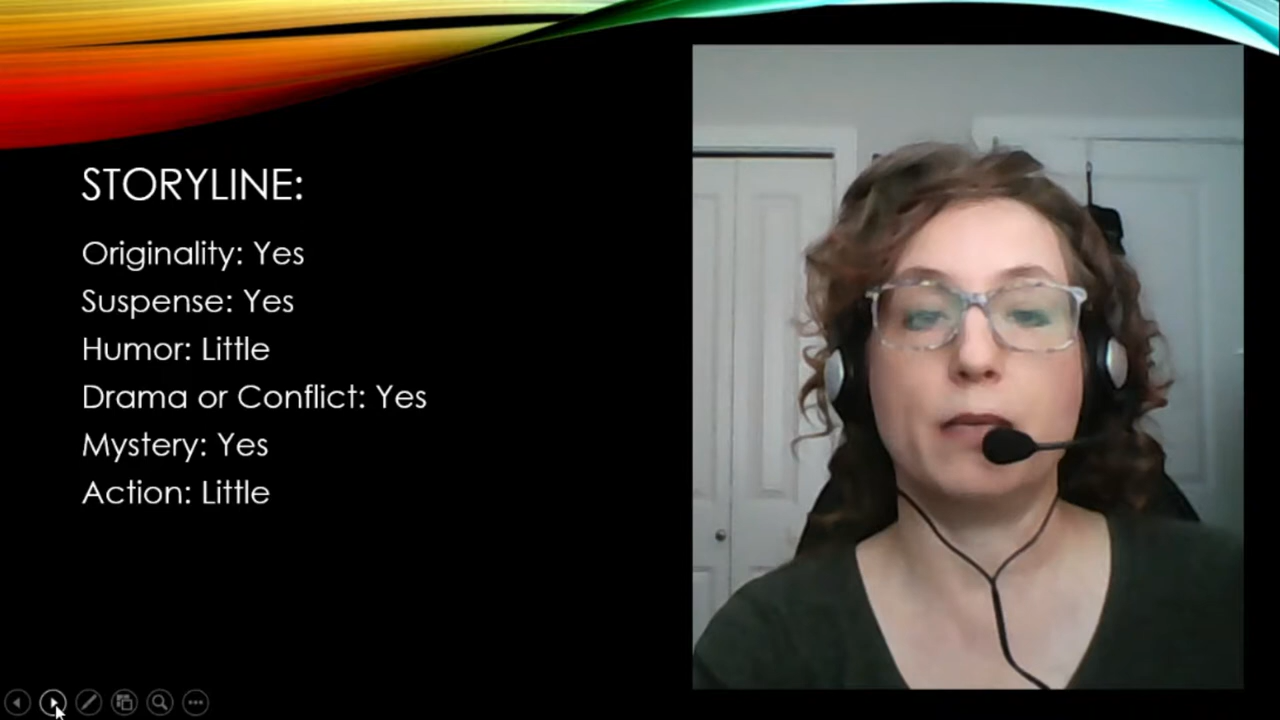 STORYLINE:
Originality: Yes
Suspense: Yes
Humor: Little
Drama or Conflict: Yes
Mystery: Yes
Action: Little